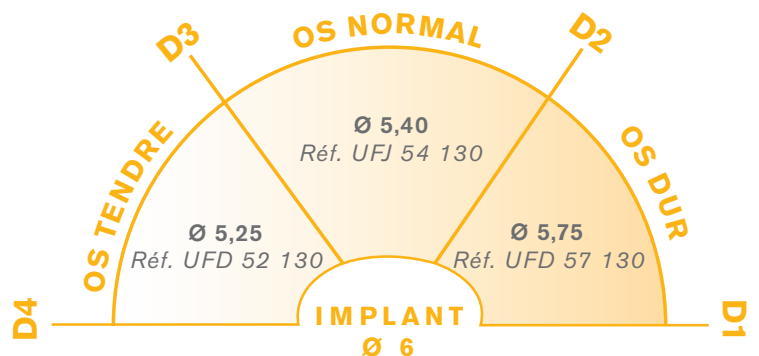 OS NORMAL
D3
D2
OS TENDRE
OS DUR
Ø 5,40
Réf. UFJ 54 130
Ø 5,25
Réf. UFD 52 130
Ø 5,75
Réf. UFD 57 130
D4
IMPLANT
Ø 6
D1